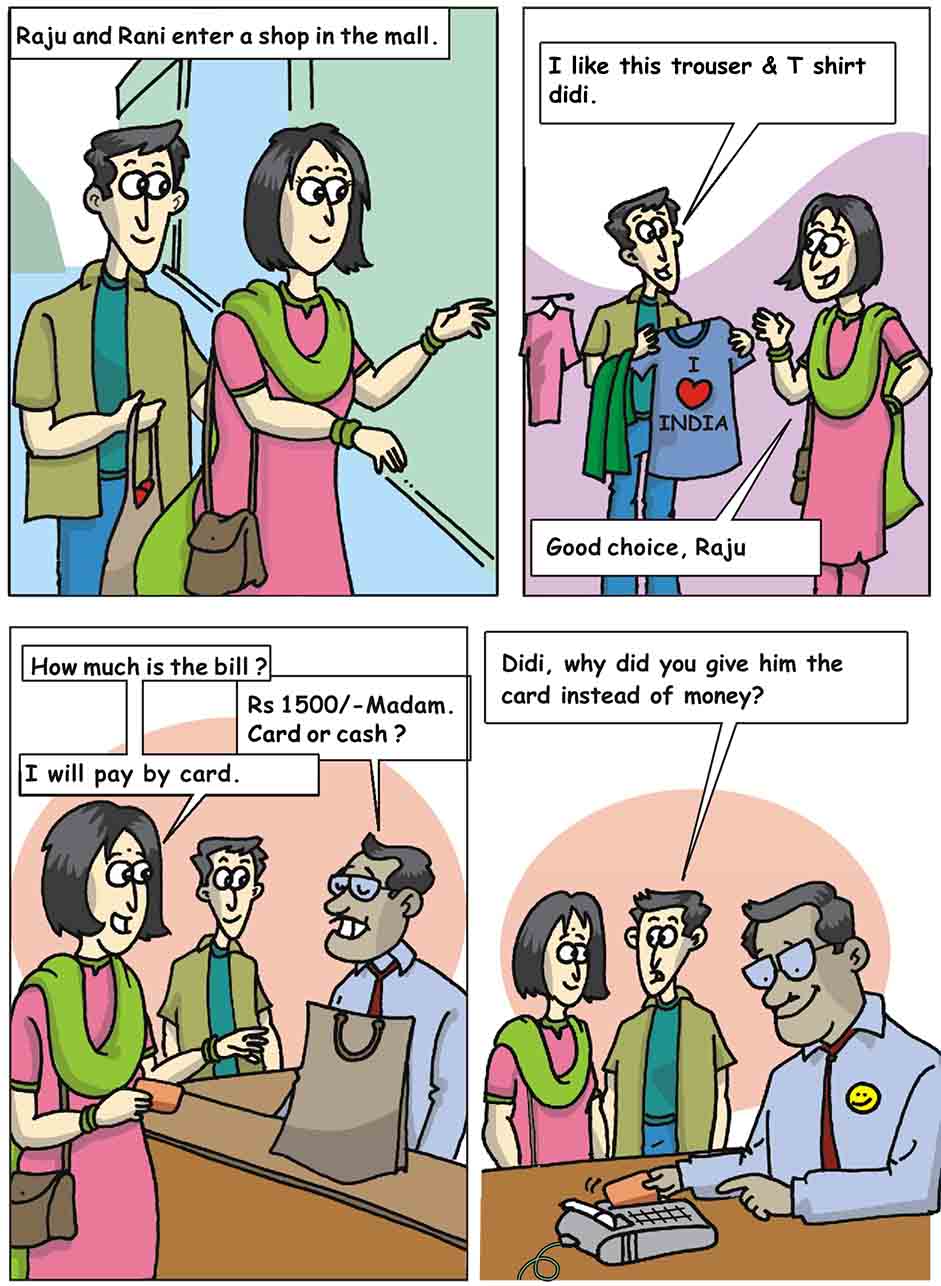 Raju and Rani enter a shop in the mall.
I like this trouser & T shirt
didi.
I
INDIA
Good choice, Raju
How much is the bill ?
Rs 1500/-Madam.
Card or cash ?
I will pay by card.
Didi, why did you give him the
card instead of money?